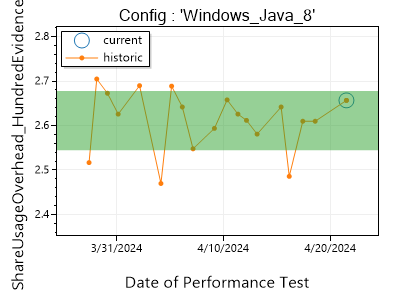 Config : 'Windows_Java_8'
ShareUsageOverhead_HundredEvidence
current
historic
2.8
2.7
2.6
2.5
2.4
3/31/2024
4/10/2024
4/20/2024
Date of Performance Test